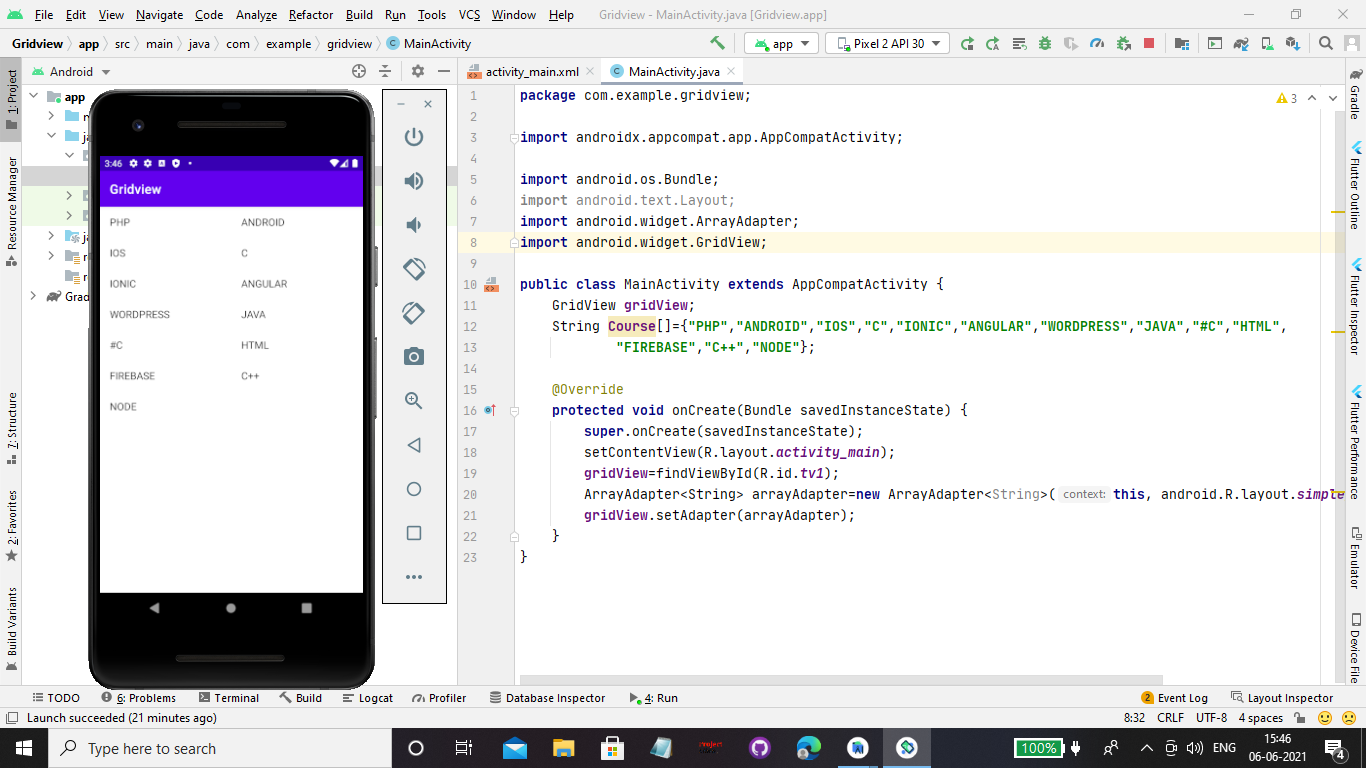 File Edit View Navigate Code Analyze Refactor Build Run Tools VCS Window Help Gridview - MainActivity.java [Gridview.app]
Gridview app src main java com example gridview MainActivity app Pixel 2 API 30
1: Project
Resource Manager
7: Structure
2: Favorites
Build Variants
Android
app
Grad
3:46
Gridview
PHP ANDROID
IOS C
IONIC ANGULAR
WORDPRESS JAVA
#C HTML
FIREBASE C++
NODE
activity_main.xml MainActivity.java
3
1 package com.example.gridview;
2
3 import androidx.appcompat.app.AppCompatActivity;
4
5 import android.os.Bundle;
6 import android.text.Layout;
7 import android.widget.ArrayAdapter;
8 import android.widget.GridView;
9
10 public class MainActivity extends AppCompatActivity {
11 GridView gridView;
12 String Course[]={"PHP","ANDROID","IOS","C","IONIC","ANGULAR","WORDPRESS","JAVA","#C","HTML",
13 "FIREBASE","C++","NODE"};
14
15 @Override
16 protected void onCreate(Bundle savedInstanceState) {
17 super.onCreate(savedInstanceState);
18 setContentView(R.layout.activity_main);
19 gridView=findViewById(R.id.tv1);
20 ArrayAdapter<String> arrayAdapter=new ArrayAdapter<String>( context: this, android.R.layout.simple
21 gridView.setAdapter(arrayAdapter);
22 }
23 }
Gradle
Flutter Outline
Flutter Inspector
Flutter Performance
Emulator
Device File
TODO 6: Problems Terminal Build Logcat Profiler Database Inspector 4: Run 2 Event Log Layout Inspector
Launch succeeded (21 minutes ago) 8:32 CRLF UTF-8 4 spaces
Type here to search 100% ENG 15:46
06-06-2021 4